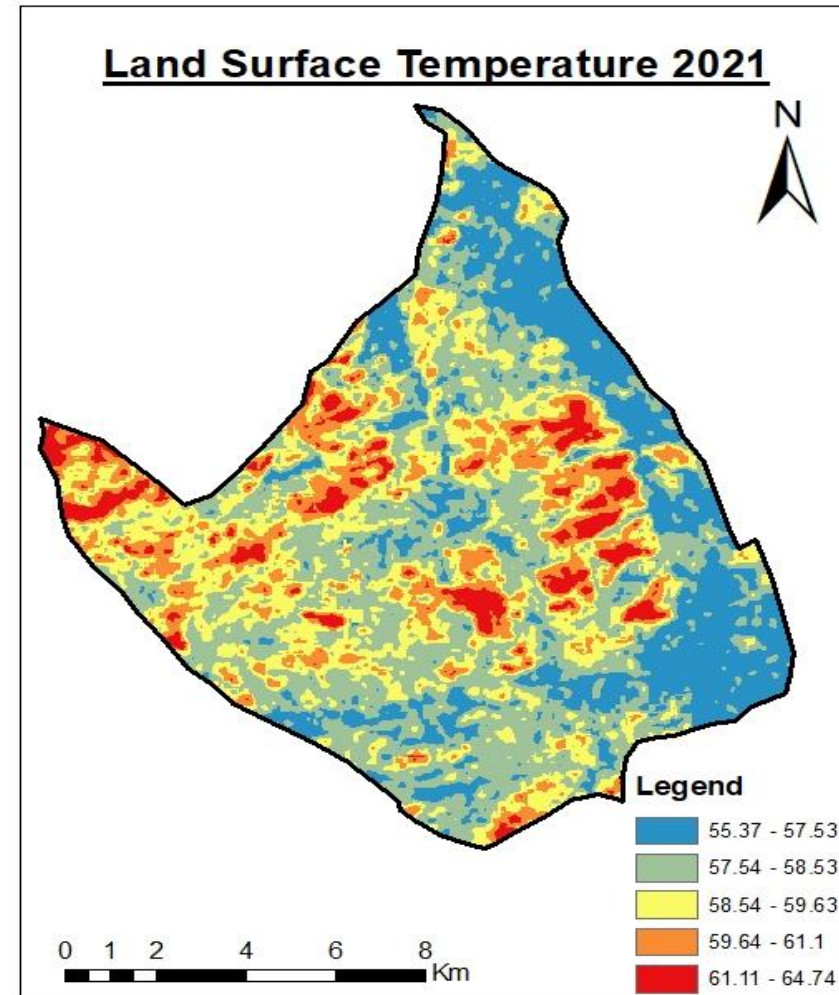 Land Surface Temperature 2021
N
Legend
55.37 - 57.53
57.54 - 58.53
58.54 - 59.63
59.64 - 61.1
61.11 - 64.74
0 1 2 4 6 8
Km